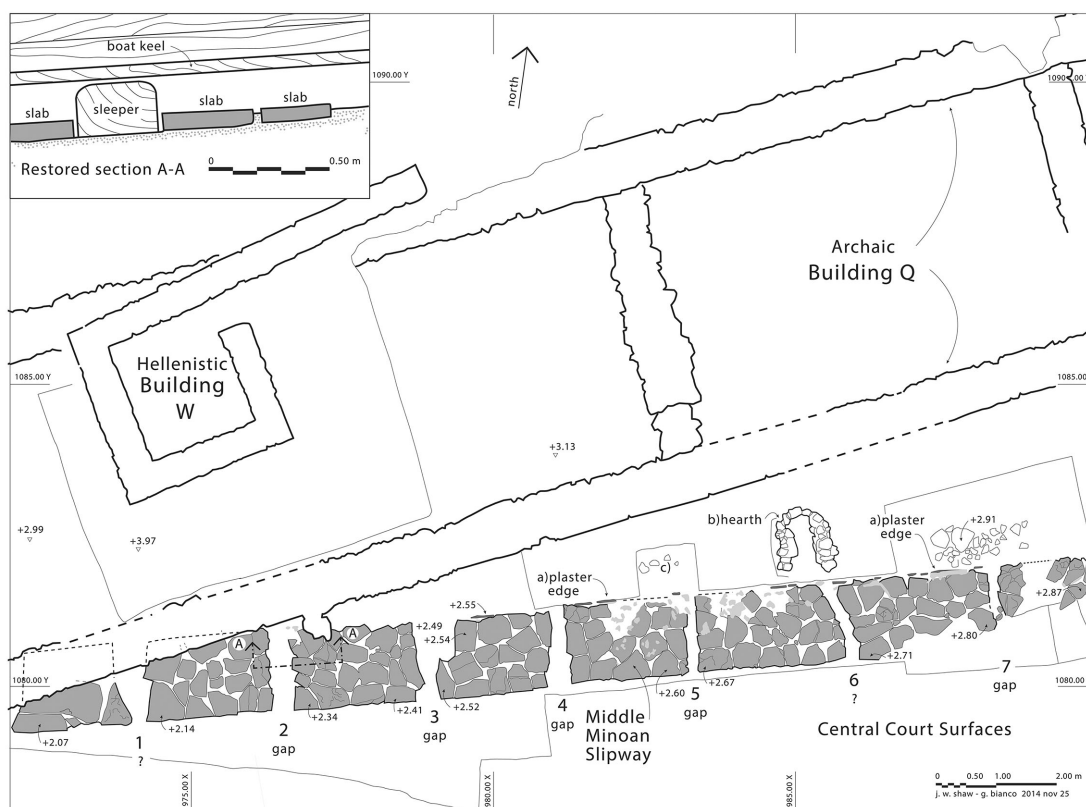 boat keel
slab
sleeper
slab
slab
Restored section A-A
0
0.50 m
1090.00 Y
north
1090.00 Y
Archaic
Building Q
Hellenistic
Building
W
1085.00 Y
1085.00 Y
+3.13
+2.99
+3.97
b)hearth
a)plaster
edge
+2.91
c)
a)plaster
edge
+2.87
+2.55
+2.49
+2.54
A
A
+2.80
+2.71
1080.00 Y
1080.00 Y
+2.07
+2.14
+2.34
+2.41
+2.52
+2.60
+2.67
1
?
2
gap
3
gap
4
gap
5
gap
6
?
7
gap
Middle
Minoan
Slipway
Central Court Surfaces
975.00 X
980.00 X
985.00 X
0 0.50 1.00 2.00 m
j. w. shaw - g. bianco 2014 nov 25